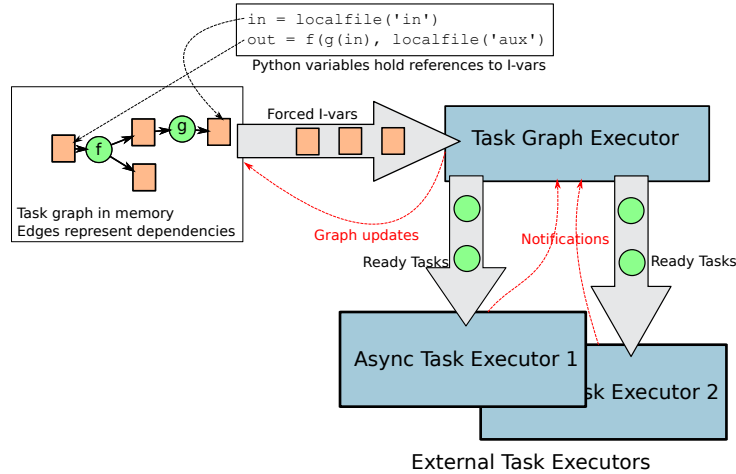 in = localfile('in')
out = f(g(in), localfile('aux')
Python variables hold references to I-vars
Forced I-vars
Task Graph Executor
g
f
Task graph in memory
Edges represent dependencies
Graph updates
Notifications
Ready Tasks
Ready Tasks
Async Task Executor 1
sk Executor 2
External Task Executors